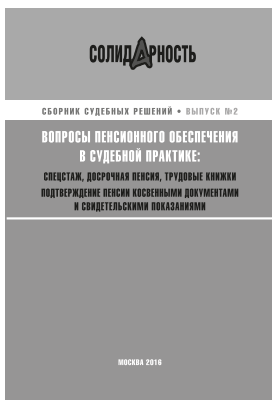 СОЛИДАРНОСТЬ
СБОРНИК СУДЕБНЫХ РЕШЕНИЙ • ВЫПУСК №2
ВОПРОСЫ ПЕНСИОННОГО ОБЕСПЕЧЕНИЯ
В СУДЕБНОЙ ПРАКТИКЕ:
СПЕЦСТАЖ, ДОСРОЧНАЯ ПЕНСИЯ, ТРУДОВЫЕ КНИЖКИ
ПОДТВЕРЖДЕНИЕ ПЕНСИИ КОСВЕННЫМИ ДОКУМЕНТАМИ
И СВИДЕТЕЛЬСКИМИ ПОКАЗАНИЯМИ
МОСКВА 2016